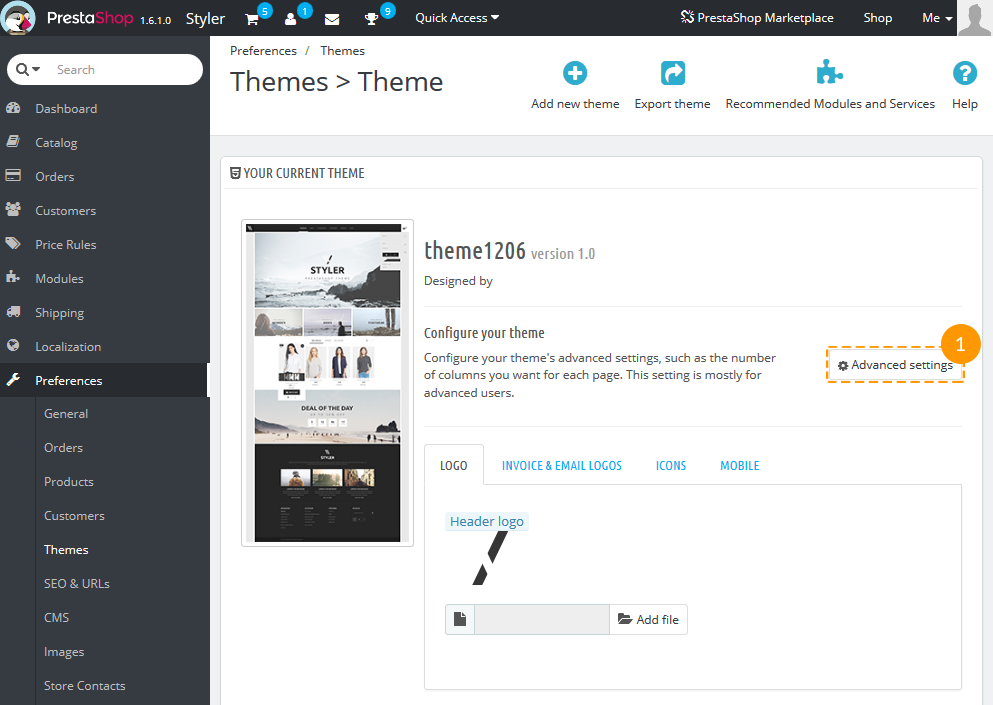 PrestaShop 1.6.1.0 Styler 5 1 9 Quick Access PrestaShop Marketplace Shop Me
Search
Dashboard
Catalog
Orders
Customers
Price Rules
Modules
Shipping
Localization
Preferences
General
Orders
Products
Customers
Themes
SEO & URLs
CMS
Images
Store Contacts
Preferences / Themes
Themes > Theme
Add new theme Export theme Recommended Modules and Services Help
YOUR CURRENT THEME
STYLER
DEAL OF THE DAY
STYLER
theme1206 version 1.0
Designed by
Configure your theme
Configure your theme's advanced settings, such as the number
of columns you want for each page. This setting is mostly for
advanced users.
1
Advanced settings
LOGO INVOICE & EMAIL LOGOS ICONS MOBILE
Header logo
Add file